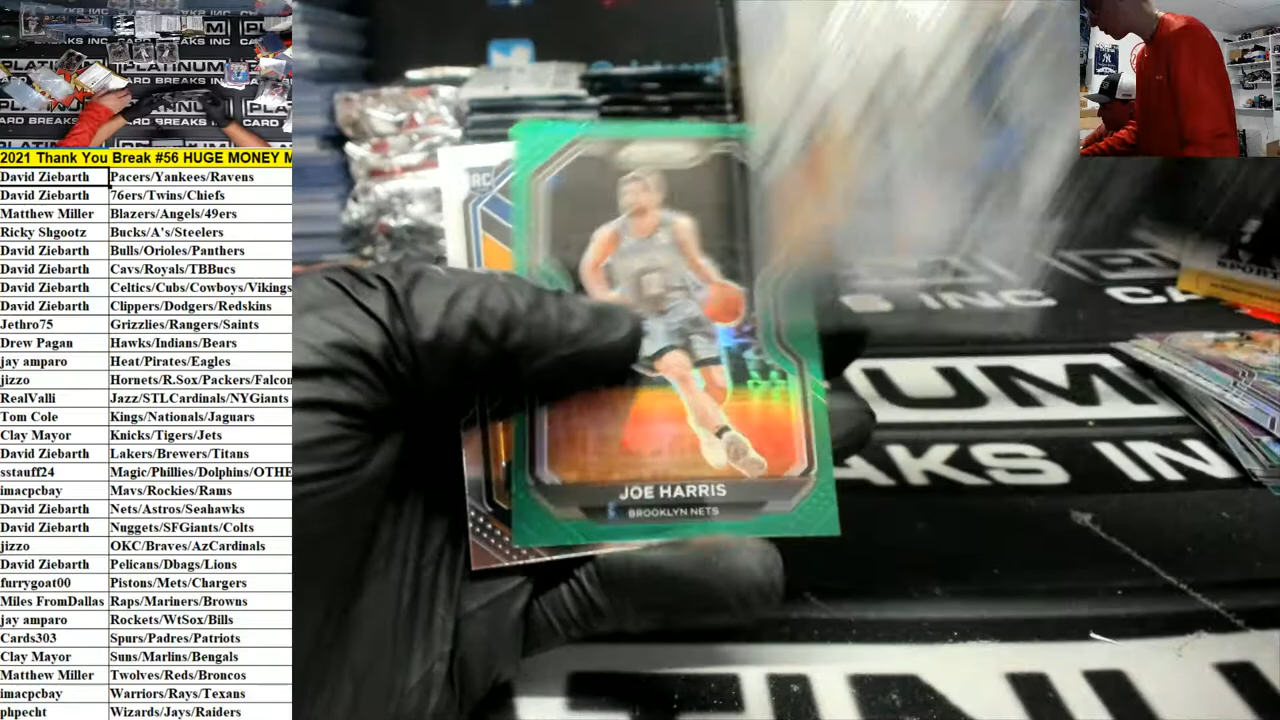 PLATINUM
CARD BREAKS INC
2021 Thank You Break #56 HUGE MONEY M
David Ziebarth Pacers/Yankees/Ravens
David Ziebarth 76ers/Twins/Chiefs
Matthew Miller Blazers/Angels/49ers
Ricky Shgootz Bucks/A's/Steelers
David Ziebarth Bulls/Orioles/Panthers
David Ziebarth Cavs/Royals/TBBucs
David Ziebarth Celtics/Cubs/Cowboys/Vikings
David Ziebarth Clippers/Dodgers/Redskins
Jethro75 Grizzlies/Rangers/Saints
Drew Pagan Hawks/Indians/Bears
jay amparo Heat/Pirates/Eagles
jizzo Hornets/R.Sox/Packers/Falcon
RealValli Jazz/STLCardinals/NYGiants
Tom Cole Kings/Nationals/Jaguars
Clay Mayor Knicks/Tigers/Jets
David Ziebarth Lakers/Brewers/Titans
sstauff24 Magic/Phillies/Dolphins/OTHE
imacpcbay Mavs/Rockies/Rams
David Ziebarth Nets/Astros/Seahawks
David Ziebarth Nuggets/SFGiants/Colts
jizzo OKC/Braves/AzCardinals
David Ziebarth Pelicans/Dbags/Lions
furrygoat00 Pistons/Mets/Chargers
Miles FromDallas Raps/Mariners/Browns
jay amparo Rockets/WtSox/Bills
Cards303 Spurs/Padres/Patriots
Clay Mayor Suns/Marlins/Bengals
Matthew Miller Twolves/Reds/Broncos
imacpcbay Warriors/Rays/Texans
phpecht Wizards/Jays/Raiders
JOE HARRIS
BROOKLYN NETS
S INC CA
UM
AKS IN